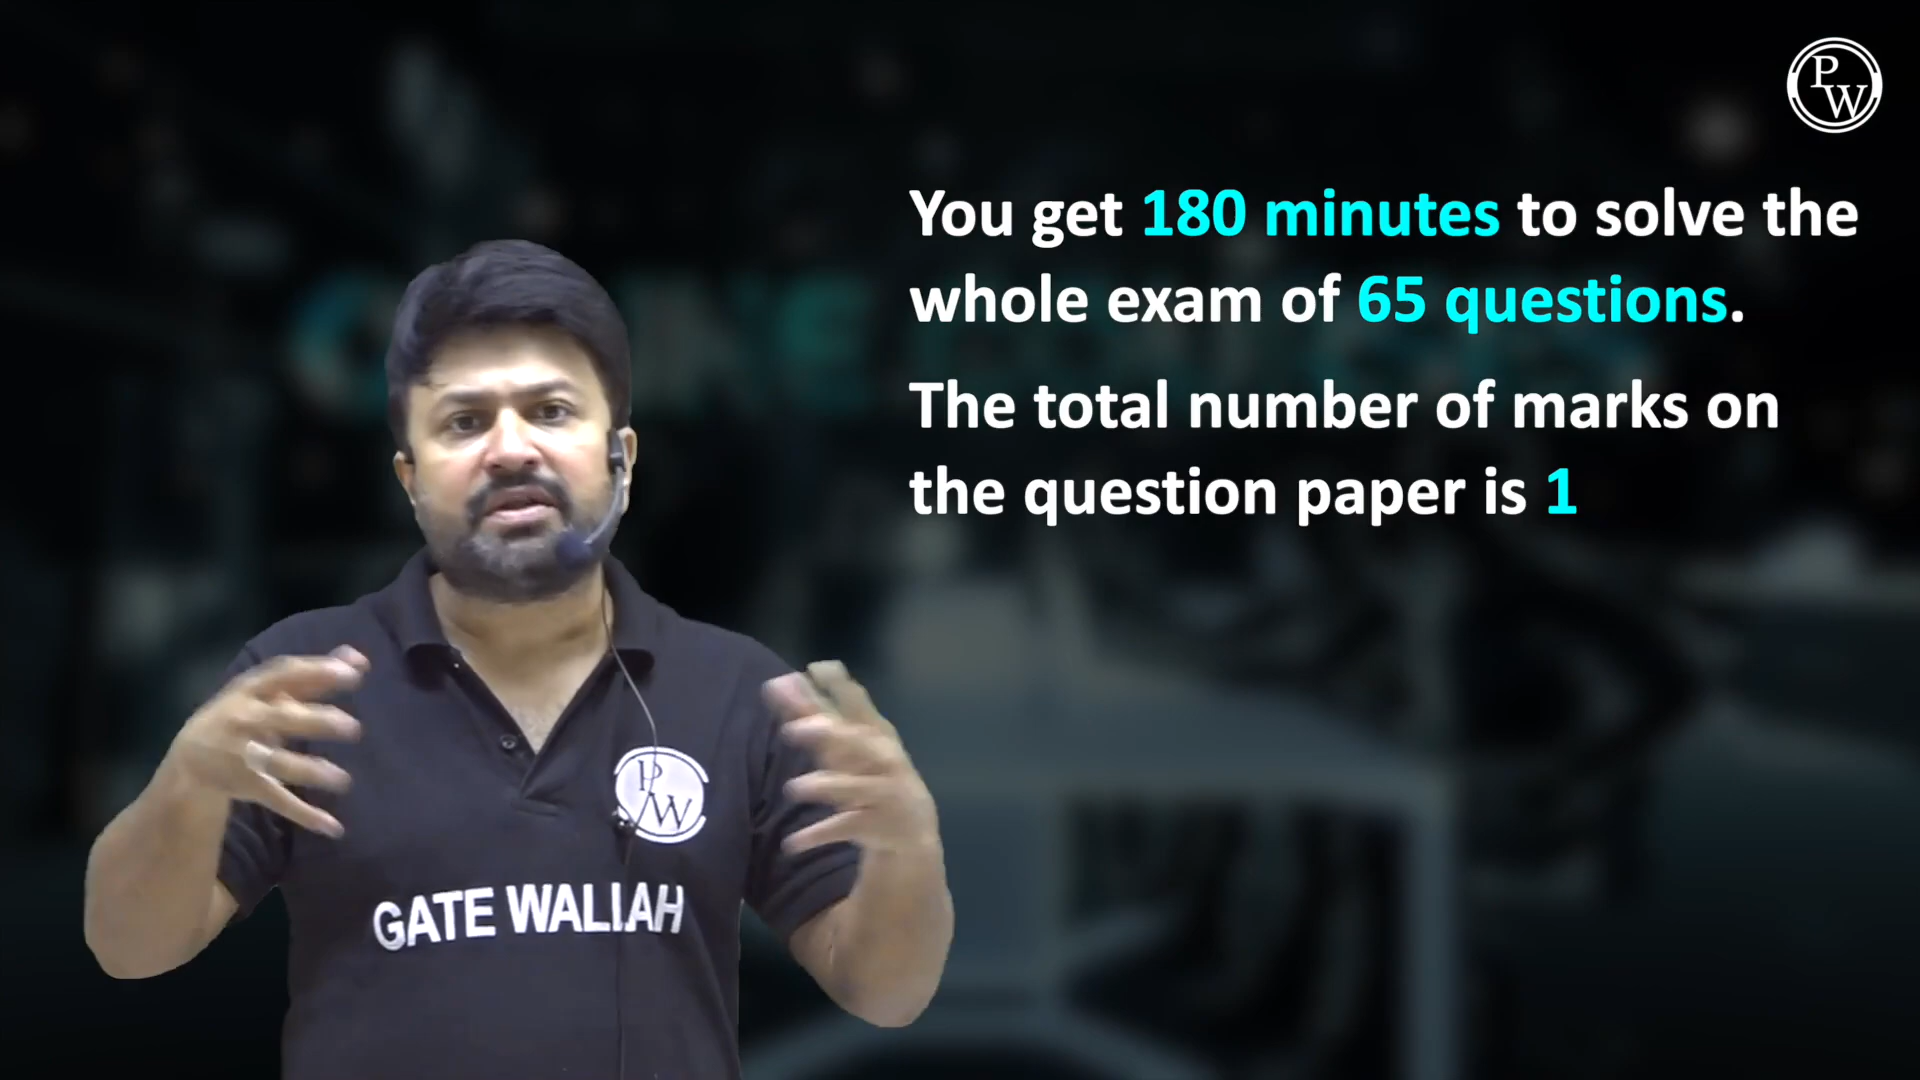 PW
You get 180 minutes to solve the
whole exam of 65 questions.
The total number of marks on
the question paper is 1
PW
GATE WALLAH